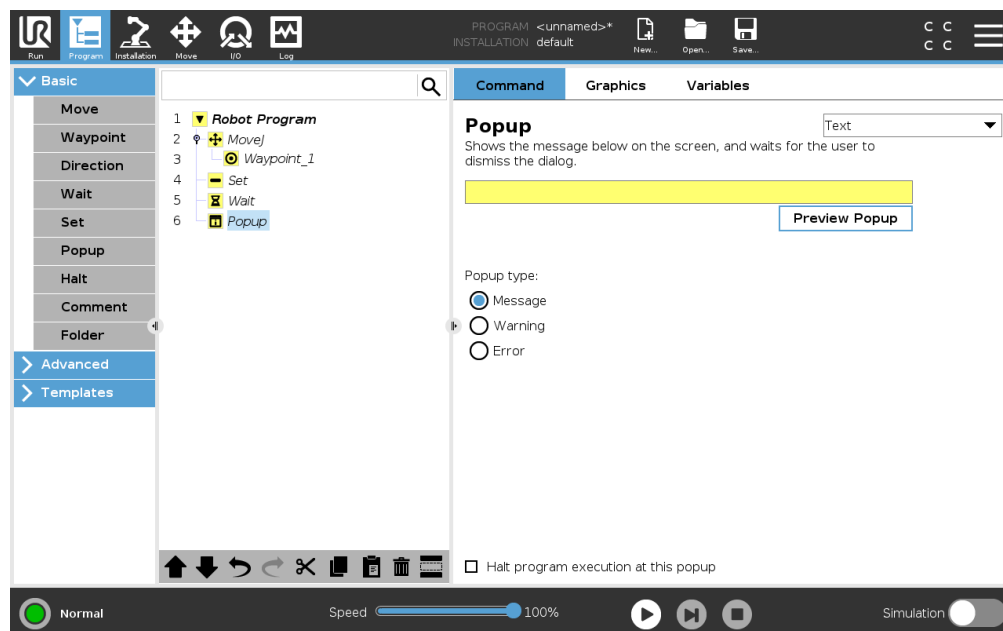 UR
PROGRAM <unnamed>*
INSTALLATION default
Run
Program
Installation
Move
I/O
Log
New...
Open...
Save...
C C
C C
Basic
Move
Waypoint
Direction
Wait
Set
Popup
Halt
Comment
Folder
Advanced
Templates
1 Robot Program
2 MoveJ
3 Waypoint_1
4 Set
5 Wait
6 Popup
Command
Graphics
Variables
Popup
Text
Shows the message below on the screen, and waits for the user to
dismiss the dialog.
Preview Popup
Popup type:
Message
Warning
Error
Halt program execution at this popup
Normal
Speed
100%
Simulation